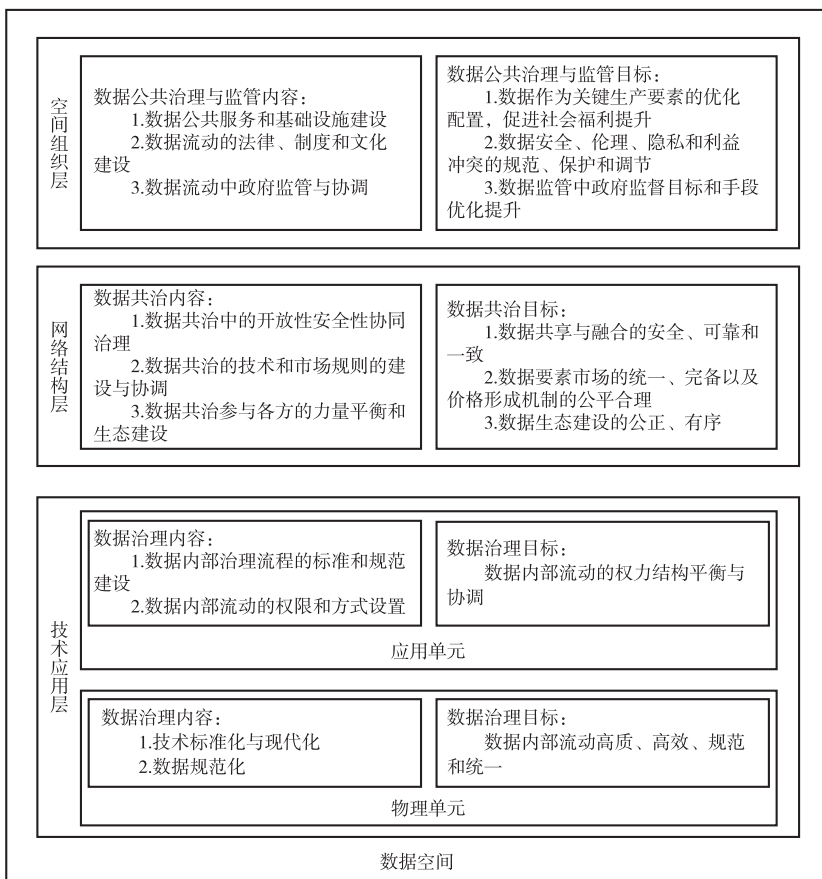 空间组织层
数据公共治理与监管内容：
1.数据公共服务和基础设施建设
2.数据流动的法律、制度和文化
建设
3.数据流动中政府监管与协调
数据公共治理与监管目标：
1.数据作为关键生产要素的优化
配置，促进社会福利提升
2.数据安全、伦理、隐私和利益
冲突的规范、保护和调节
3.数据监管中政府监督目标和手段
优化提升
网络结构层
数据共治内容：
1.数据共治中的开放性安全性协同
治理
2.数据共治的技术和市场规则的建
设与协调
3.数据共治参与各方的力量平衡和
生态建设
数据共治目标：
1.数据共享与融合的安全、可靠和
一致
2.数据要素市场的统一、完备以及
价格形成机制的公平合理
3.数据生态建设的公正、有序
技术应用层
数据治理内容：
1.数据内部治理流程的标准和规范
建设
2.数据内部流动的权限和方式设置
数据治理目标：
数据内部流动的权力结构平衡与
协调
应用单元
数据治理内容：
1.技术标准化与现代化
2.数据规范化
数据治理目标：
数据内部流动高质、高效、规范
和统一
物理单元
数据空间